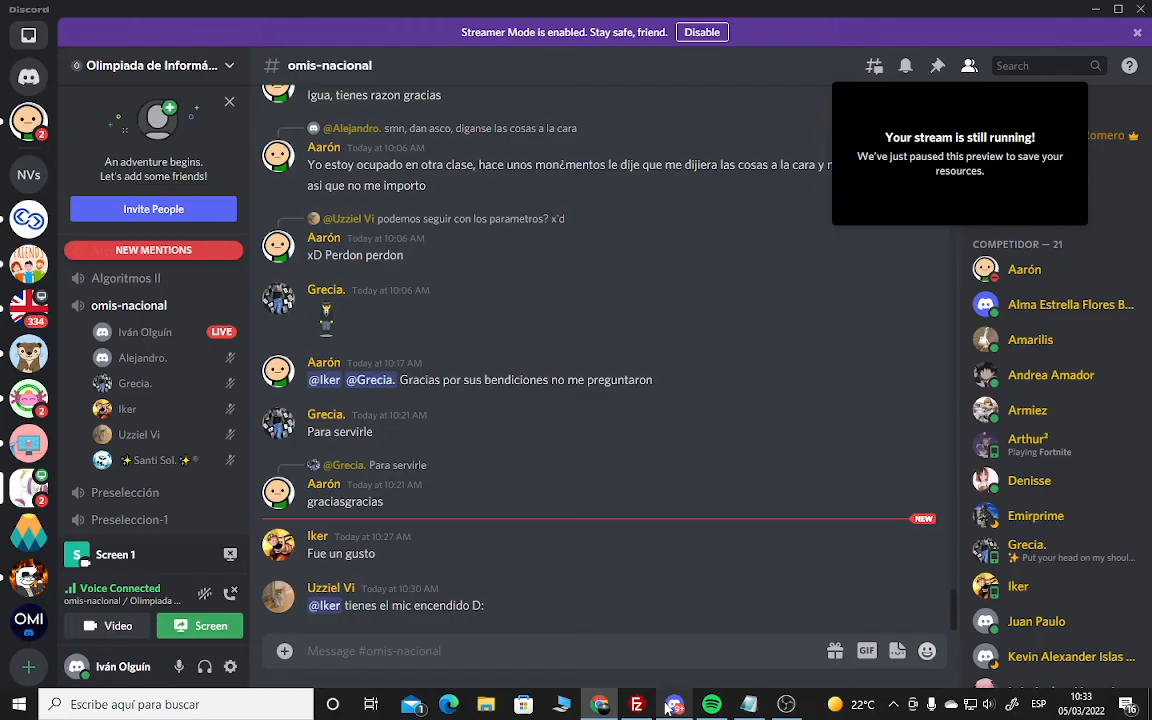 Discord
Streamer Mode is enabled. Stay safe, friend.
Disable
Olimpiada de Informá...
omis-nacional
Search
An adventure begins.
Let's add some friends!
Invite People
NEW MENTIONS
Algoritmos II
omis-nacional
Iván Olguín
LIVE
Alejandro.
Grecia.
Iker
Uzziel Vi
✨Santi Sol. ✨®
Preselección
Preseleccion-1
S
Screen 1
Voice Connected
omis-nacional / Olimpiada ...
Video
Screen
Iván Olguín
2
NVs
334
2
2
OMI
Igua, tienes razon gracias
@Alejandro. smn, dan asco, diganse las cosas a la cara
Aarón Today at 10:06 AM
Yo estoy ocupado en otra clase, hace unos mon¿mentos le dije que me dijera las cosas a la cara y n
asi que no me importo
@Uzziel Vi podemos seguir con los parametros? x'd
Aarón Today at 10:06 AM
xD Perdon perdon
Grecia. Today at 10:06 AM
Aarón Today at 10:17 AM
@Iker @Grecia. Gracias por sus bendiciones no me preguntaron
Grecia. Today at 10:21 AM
Para servirle
@Grecia. Para servirle
Aarón Today at 10:21 AM
graciasgracias
NEW
Iker Today at 10:27 AM
Fue un gusto
Uzziel Vi Today at 10:30 AM
@Iker tienes el mic encendido D:
Message #omis-nacional
GIF
Your stream is still running!
We've just paused this preview to save your
resources.
omero
COMPETIDOR — 21
Aarón
Alma Estrella Flores B...
Amarilis
Andrea Amador
Armiez
Arthur²
Playing Fortnite
Denisse
Emirprime
Grecia.
✨ Put your head on my shoul...
Iker
Juan Paulo
Kevin Alexander Islas ...
Escribe aquí para buscar
1
9+
22°C
ESP
10:33
05/03/2022
16